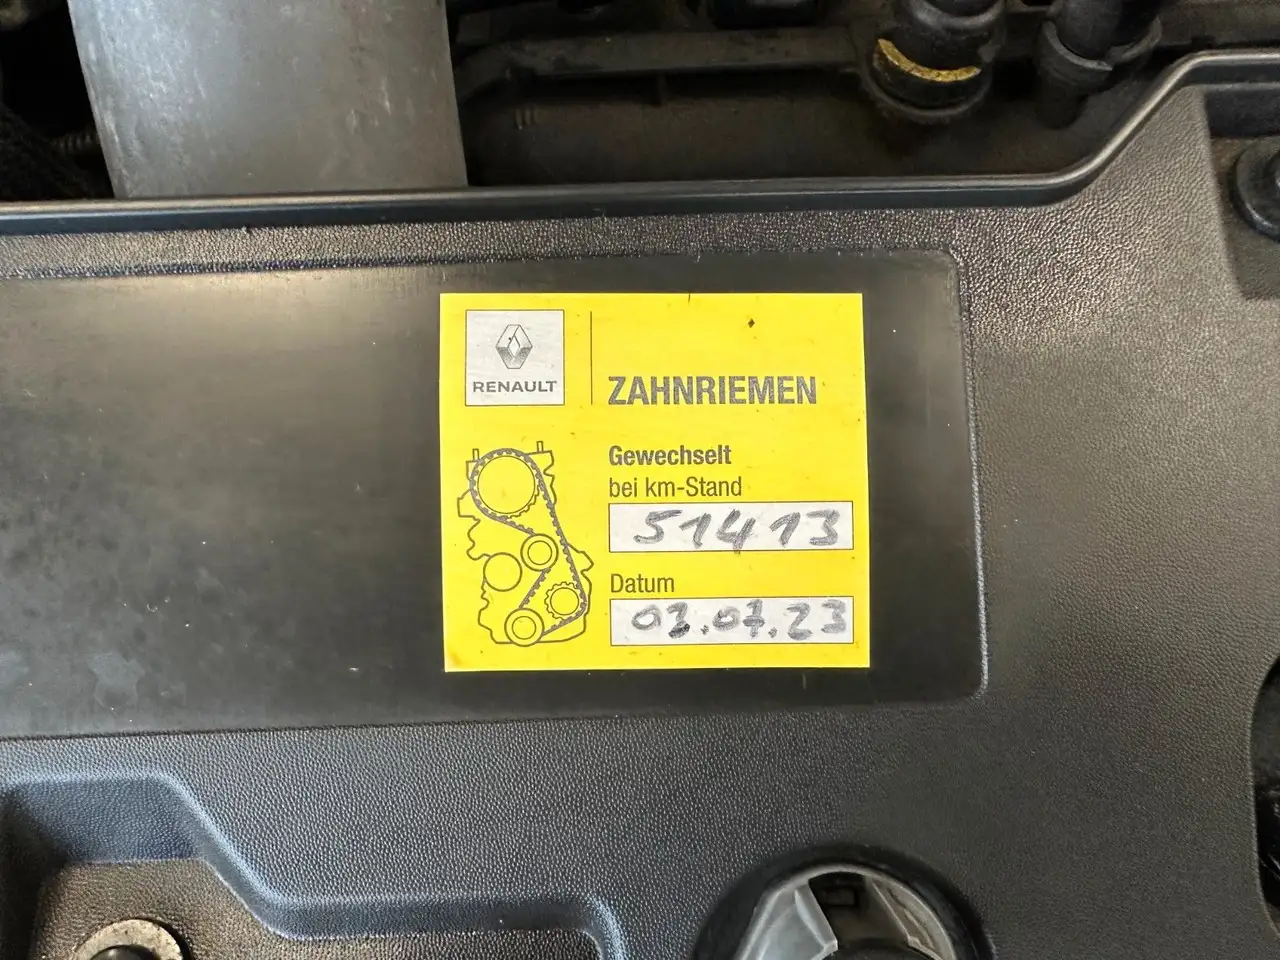 RENAULT
ZAHNRIEMEN
Gewechselt
bei km-Stand
51413
Datum
03.07.23